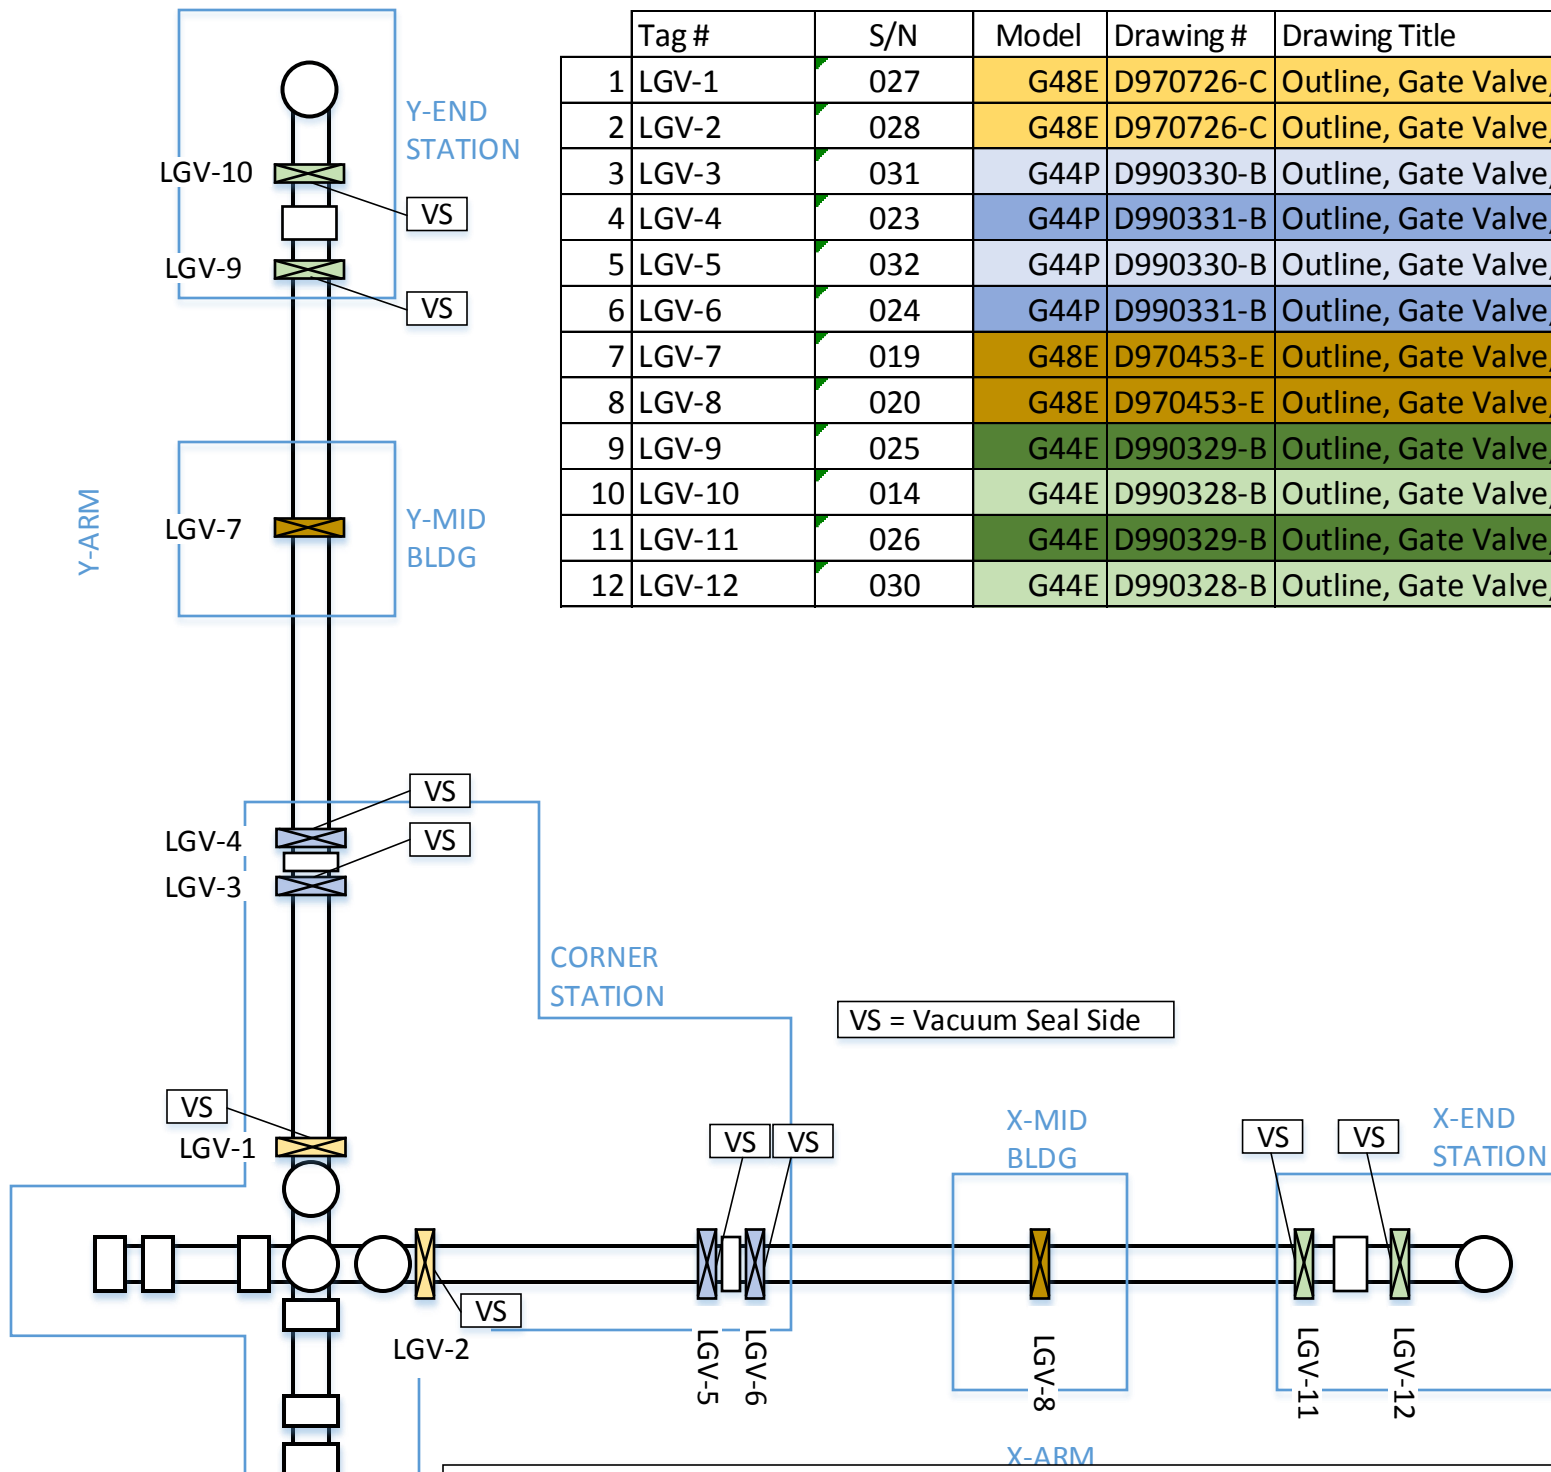 Tag # S/N Model Drawing # Drawing Title
1 LGV-1 027 G48E D970726-C Outline, Gate Valve,
2 LGV-2 028 G48E D970726-C Outline, Gate Valve,
3 LGV-3 031 G44P D990330-B Outline, Gate Valve,
4 LGV-4 023 G44P D990331-B Outline, Gate Valve,
5 LGV-5 032 G44P D990330-B Outline, Gate Valve,
6 LGV-6 024 G44P D990331-B Outline, Gate Valve,
7 LGV-7 019 G48E D970453-E Outline, Gate Valve,
8 LGV-8 020 G48E D970453-E Outline, Gate Valve,
9 LGV-9 025 G44E D990329-B Outline, Gate Valve,
10 LGV-10 014 G44E D990328-B Outline, Gate Valve,
11 LGV-11 026 G44E D990329-B Outline, Gate Valve,
12 LGV-12 030 G44E D990328-B Outline, Gate Valve,
Y-END
STATION
LGV-10
VS
LGV-9
VS
Y-ARM
LGV-7
Y-MID
BLDG
VS
LGV-4
VS
LGV-3
CORNER
STATION
VS = Vacuum Seal Side
VS
LGV-1
VS
VS
X-MID
BLDG
VS
VS
X-END
STATION
VS
LGV-2
LGV-5
LGV-6
LGV-8
LGV-11
LGV-12
X-ARM